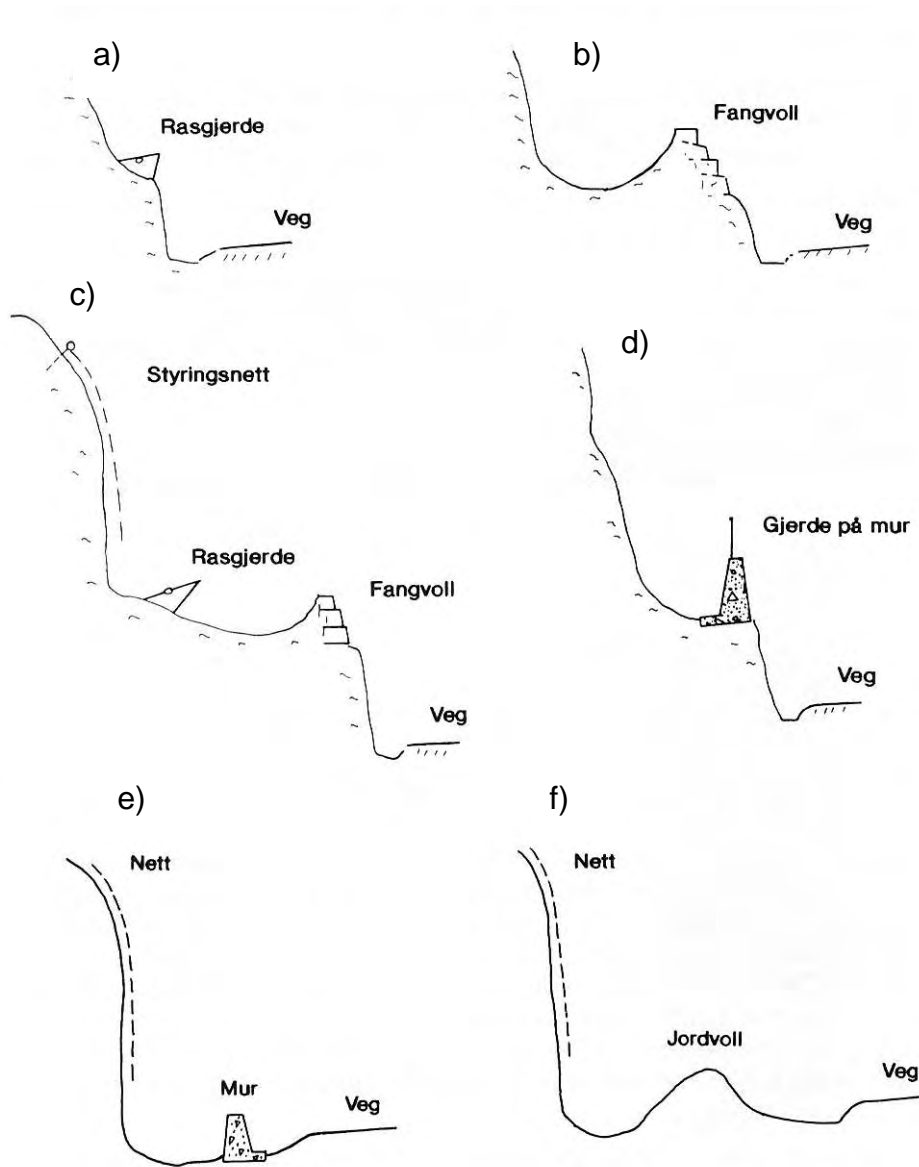 a)
Rasgjerde
Veg
b)
Fangvoll
Veg
c)
Styringsnett
Rasgjerde
Fangvoll
Veg
d)
Gjerde på mur
Veg
e)
Nett
Mur
Veg
f)
Nett
Jordvoll
Veg